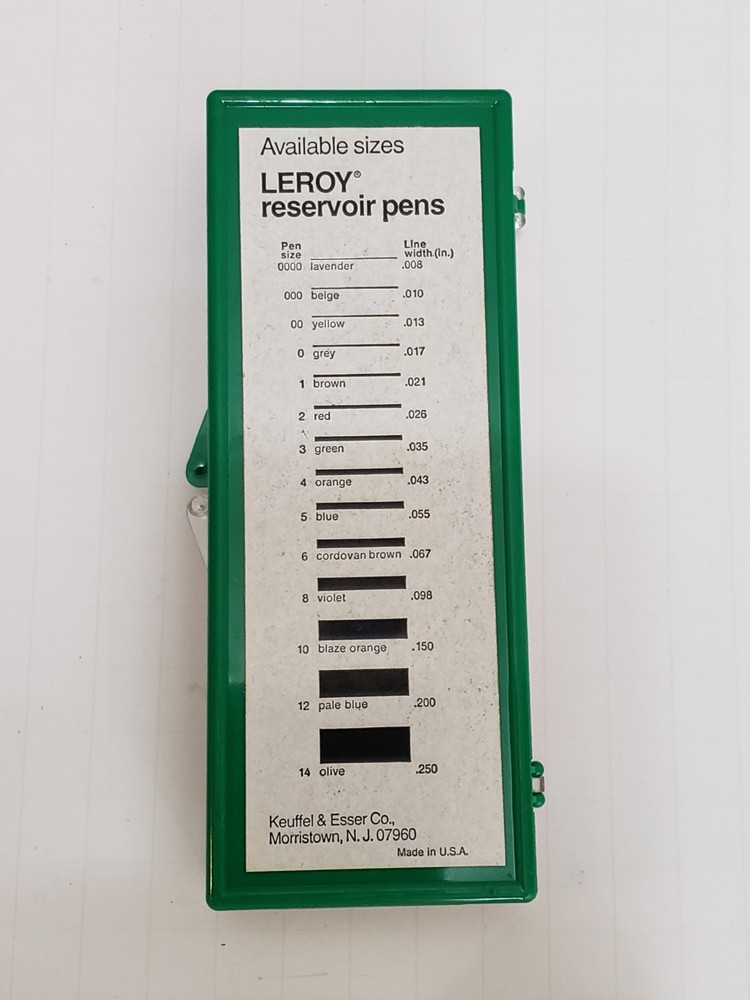 Available sizes
LEROY®
reservoir pens
Pen size Line width (in.)
0000 lavender .008
000 beige .010
00 yellow .013
0 grey .017
1 brown .021
2 red .026
3 green .035
4 orange .043
5 blue .055
6 cordovan brown .067
8 violet .098
10 blaze orange .150
12 pale blue .200
14 olive .250
Keuffel & Esser Co.,
Morristown, N. J. 07960
Made in U.S.A.